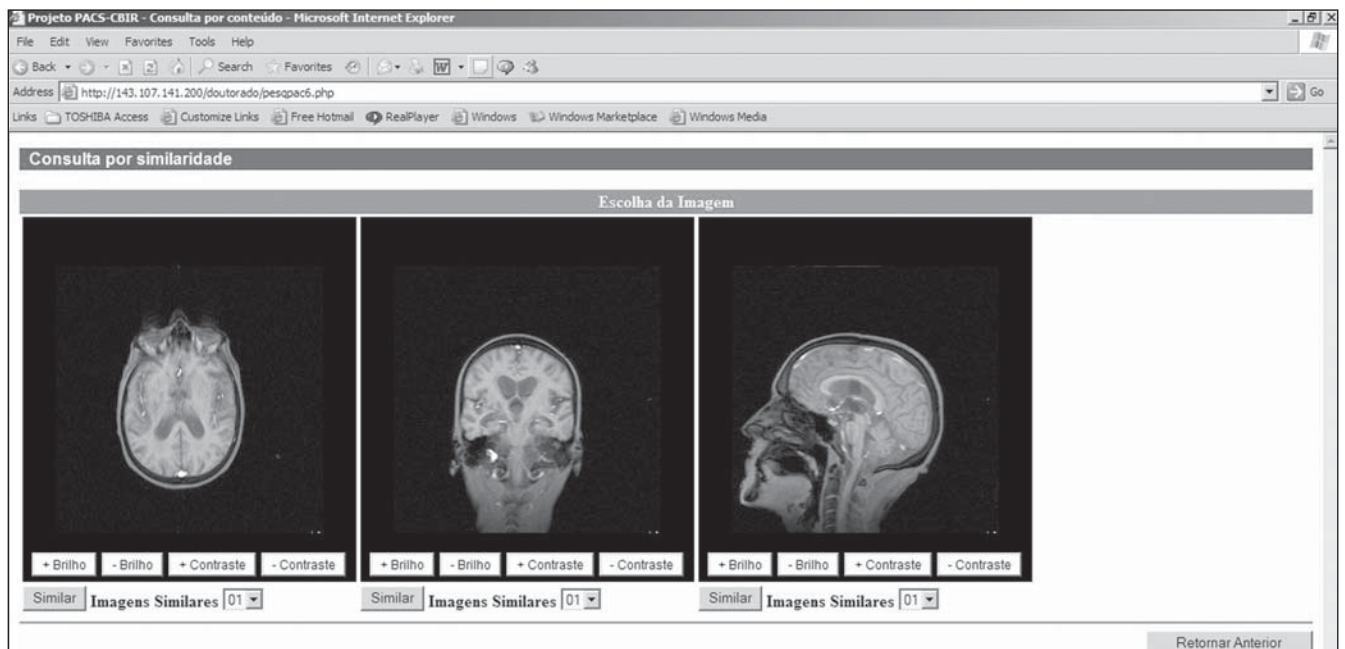 Projeto PACS-CBIR - Consulta por conteúdo - Microsoft Internet Explorer
File Edit View Favorites Tools Help
Back Search Favorites
Address http://143.107.141.200/doutorado/pesqpac6.php Go
Links TOSHIBA Access Customize Links Free Hotmail RealPlayer Windows Windows Marketplace Windows Media
Consulta por similaridade
Escolha da Imagem
+ Brilho - Brilho + Contraste - Contraste + Brilho - Brilho + Contraste - Contraste + Brilho - Brilho + Contraste - Contraste
Similar Imagens Similares 01 Similar Imagens Similares 01 Similar Imagens Similares 01
Retornar Anterior